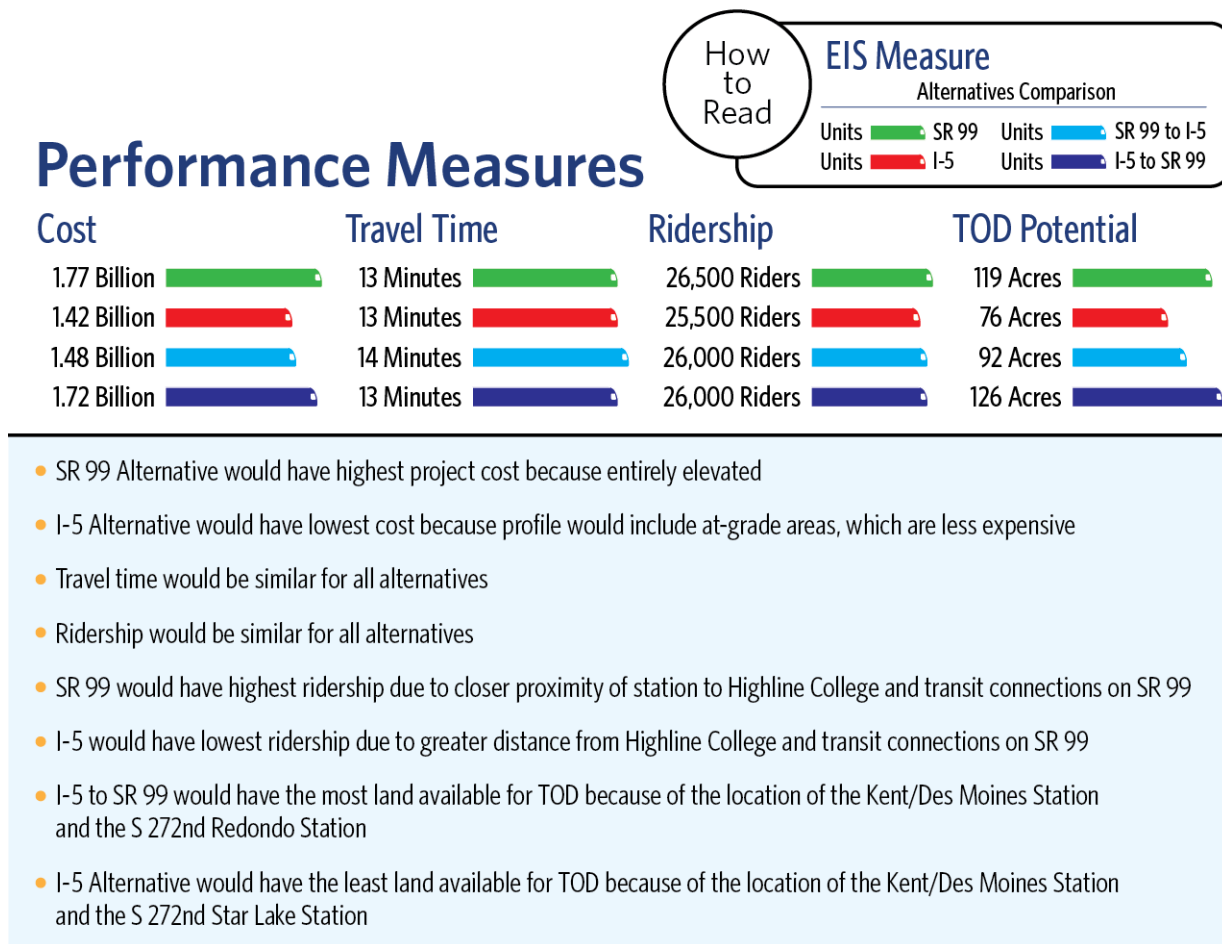 How
to
Read
EIS Measure
Alternatives Comparison
Units SR 99 Units SR 99 to I-5
Units I-5 Units I-5 to SR 99
Performance Measures
Cost
1.77 Billion
1.42 Billion
1.48 Billion
1.72 Billion
Travel Time
13 Minutes
13 Minutes
14 Minutes
13 Minutes
Ridership
26,500 Riders
25,500 Riders
26,000 Riders
26,000 Riders
TOD Potential
119 Acres
76 Acres
92 Acres
126 Acres
SR 99 Alternative would have highest project cost because entirely elevated
I-5 Alternative would have lowest cost because profile would include at-grade areas, which are less expensive
Travel time would be similar for all alternatives
Ridership would be similar for all alternatives
SR 99 would have highest ridership due to closer proximity of station to Highline College and transit connections on SR 99
I-5 would have lowest ridership due to greater distance from Highline College and transit connections on SR 99
I-5 to SR 99 would have the most land available for TOD because of the location of the Kent/Des Moines Station
and the S 272nd Redondo Station
I-5 Alternative would have the least land available for TOD because of the location of the Kent/Des Moines Station
and the S 272nd Star Lake Station